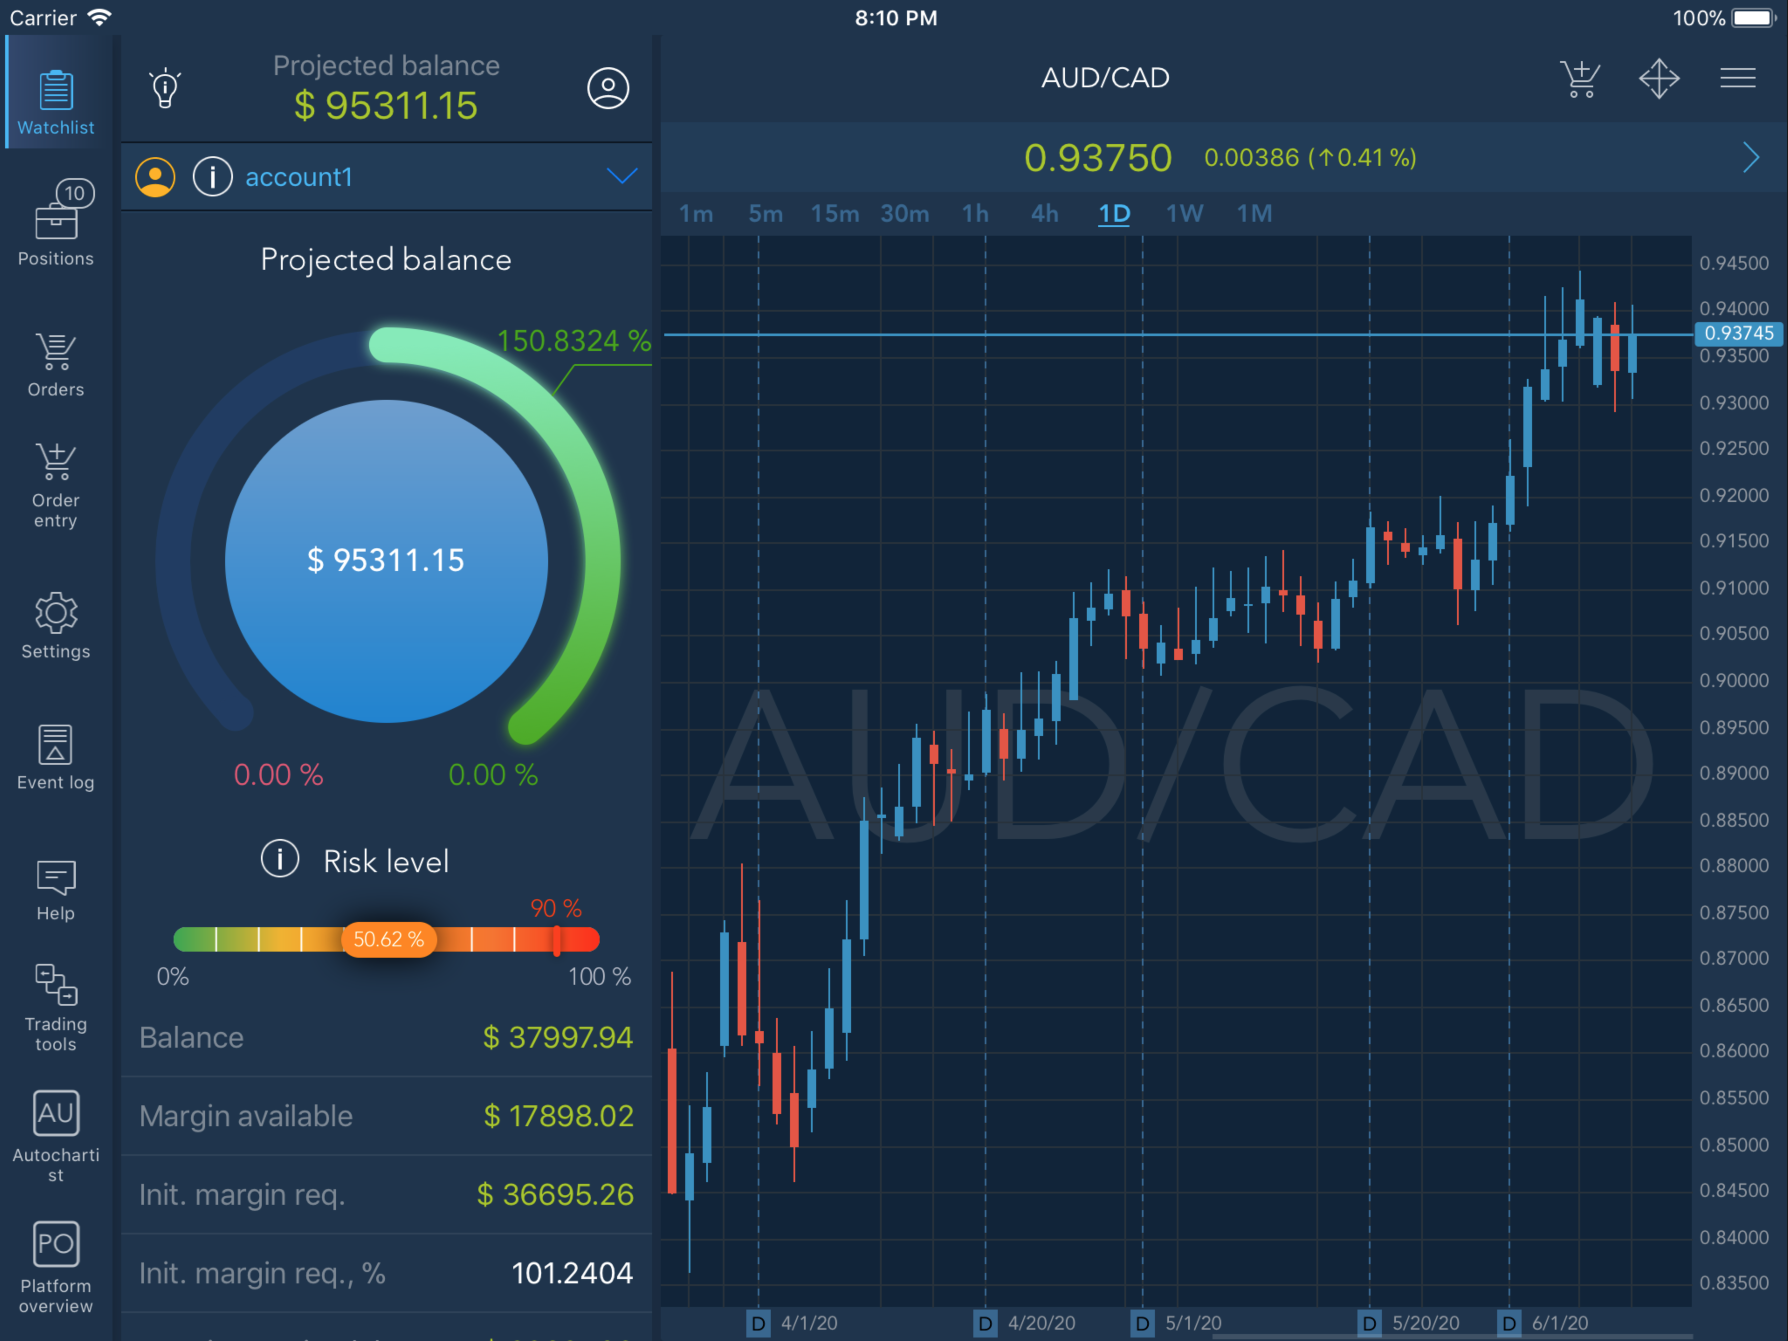 Carrier
8:10 PM
100%
Watchlist
10
Positions
Orders
Order
entry
Settings
Event log
Help
Trading
tools
AU
Autocharti
st
PO
Platform
overview
Projected balance
$ 95311.15
account1
Projected balance
150.8324 %
$ 95311.15
0.00 %
0.00 %
Risk level
90 %
50.62 %
0%
100 %
Balance
$ 37997.94
Margin available
$ 17898.02
Init. margin req.
$ 36695.26
Init. margin req., %
101.2404
AUD/CAD
0.93750
0.00386 (↑0.41 %)
1m 5m 15m 30m 1h 4h 1D 1W 1M
AUD/CAD
0.94500
0.94000
0.93745
0.93500
0.93000
0.92500
0.92000
0.91500
0.91000
0.90500
0.90000
0.89500
0.89000
0.88500
0.88000
0.87500
0.87000
0.86500
0.86000
0.85500
0.85000
0.84500
0.84000
0.83500
D 4/1/20 D 4/20/20 D 5/1/20 D 5/20/20 D 6/1/20